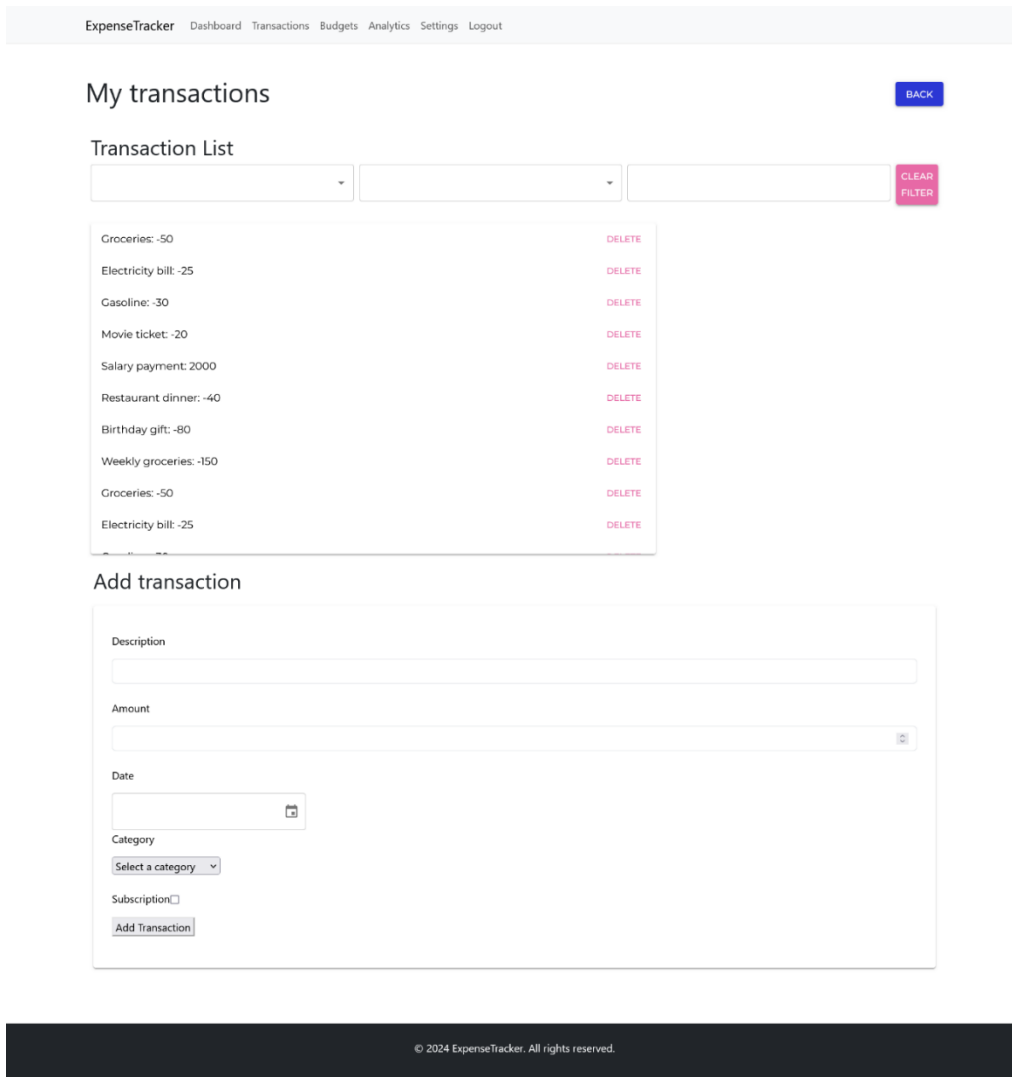 ExpenseTracker Dashboard Transactions Budgets Analytics Settings Logout
My transactions
BACK
Transaction List
CLEAR
FILTER
Groceries: -50 DELETE
Electricity bill: -25 DELETE
Gasoline: -30 DELETE
Movie ticket: -20 DELETE
Salary payment: 2000 DELETE
Restaurant dinner: -40 DELETE
Birthday gift: -80 DELETE
Weekly groceries: -150 DELETE
Groceries: -50 DELETE
Electricity bill: -25 DELETE
Add transaction
Description
Amount
Date
Category
Select a category
Subscription
Add Transaction
© 2024 ExpenseTracker. All rights reserved.